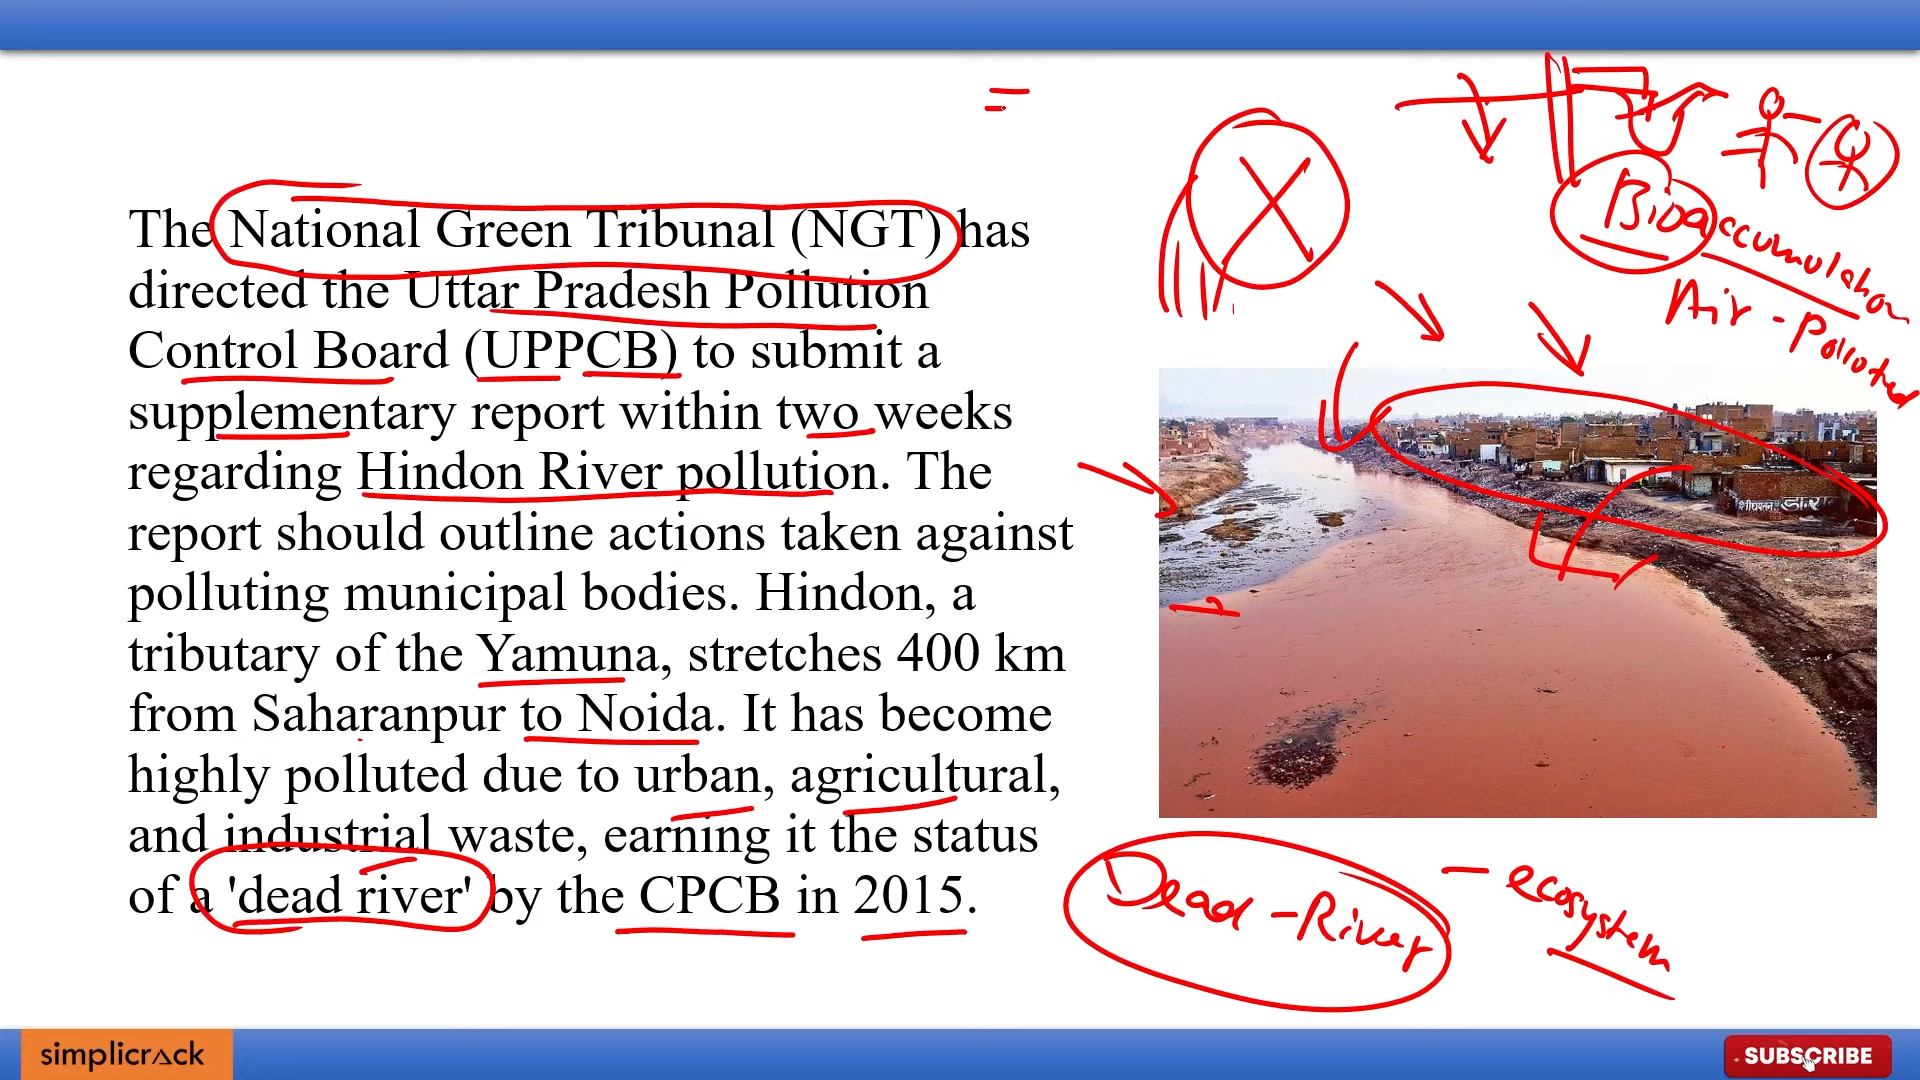 The National Green Tribunal (NGT) has
directed the Uttar Pradesh Pollution
Control Board (UPPCB) to submit a
supplementary report within two weeks
regarding Hindon River pollution. The
report should outline actions taken against
polluting municipal bodies. Hindon, a
tributary of the Yamuna, stretches 400 km
from Saharanpur to Noida. It has become
highly polluted due to urban, agricultural,
and industrial waste, earning it the status
of a 'dead river' by the CPCB in 2015.
Bioaccumulation
Air - Polluted
Dead - River
- ecosystem
simplicrack
SUBSCRIBE